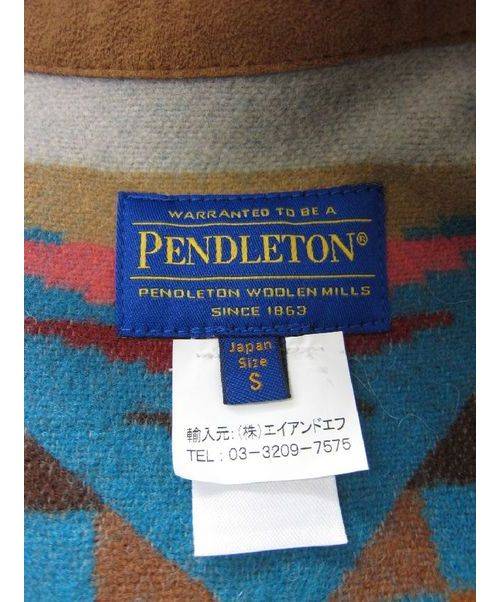 WARRANTED TO BE A
PENDLETON®
PENDLETON WOOLEN MILLS
SINCE 1863
Japan
Size
S
輸入元:(株)エイアンドエフ
TEL:03-3209-7575